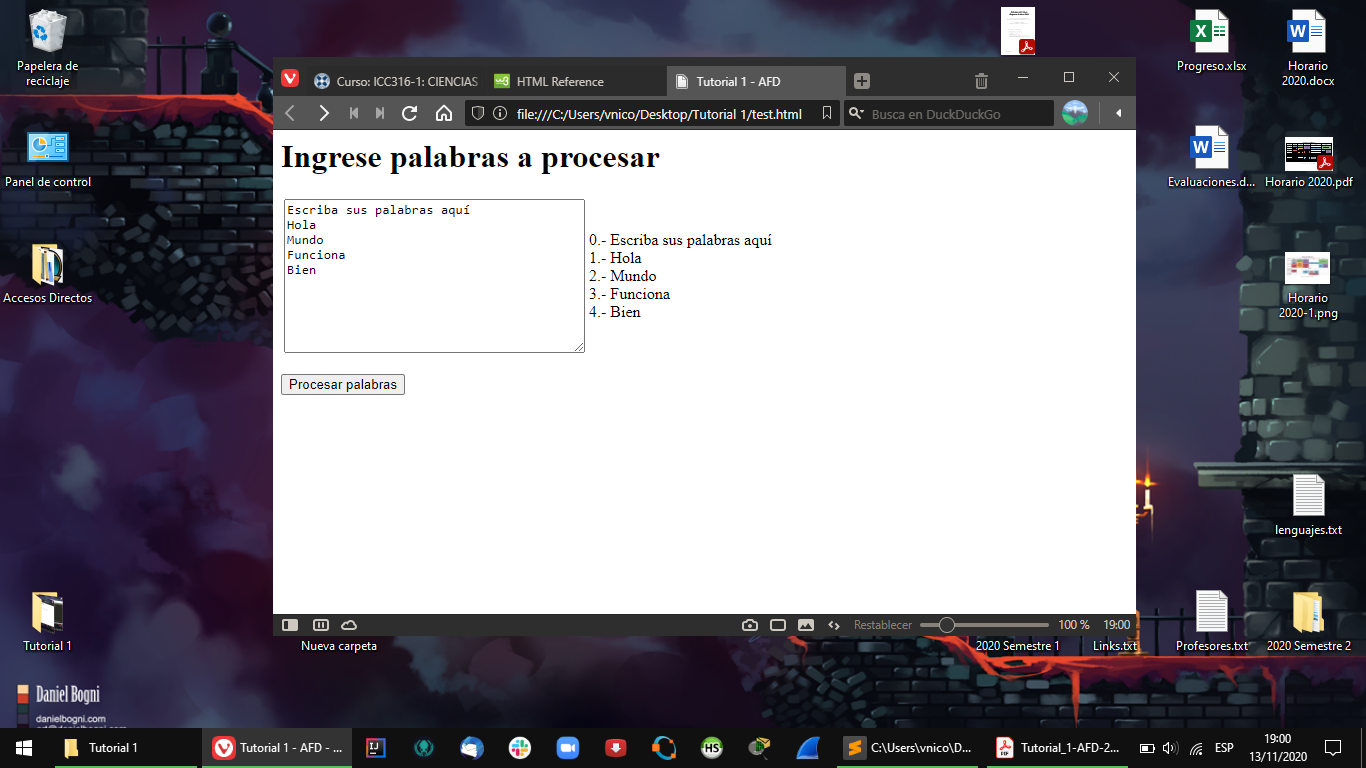 Papelera de
reciclaje
Panel de control
Accesos Directos
Tutorial 1
Daniel Bogni
danielbogni.com
Progreso.xlsx
Horario
2020.docx
Evaluaciones.d...
Horario 2020.pdf
Horario
2020-1.png
lenguajes.txt
Nueva carpeta
2020 Semestre 1
Links.txt
Profesores.txt
2020 Semestre 2
Curso: ICC316-1: CIENCIAS
HTML Reference
Tutorial 1 - AFD
file:///C:/Users/vnico/Desktop/Tutorial 1/test.html
Busca en DuckDuckGo
Ingrese palabras a procesar
Escriba sus palabras aquí
Hola
Mundo
Funciona
Bien
0.- Escriba sus palabras aquí
1.- Hola
2.- Mundo
3.- Funciona
4.- Bien
Procesar palabras
Restablecer
100 %
19:00
Tutorial 1
Tutorial 1 - AFD - ...
IJ
HS
C:\Users\vnico\D...
Tutorial_1-AFD-2...
ESP
19:00
13/11/2020